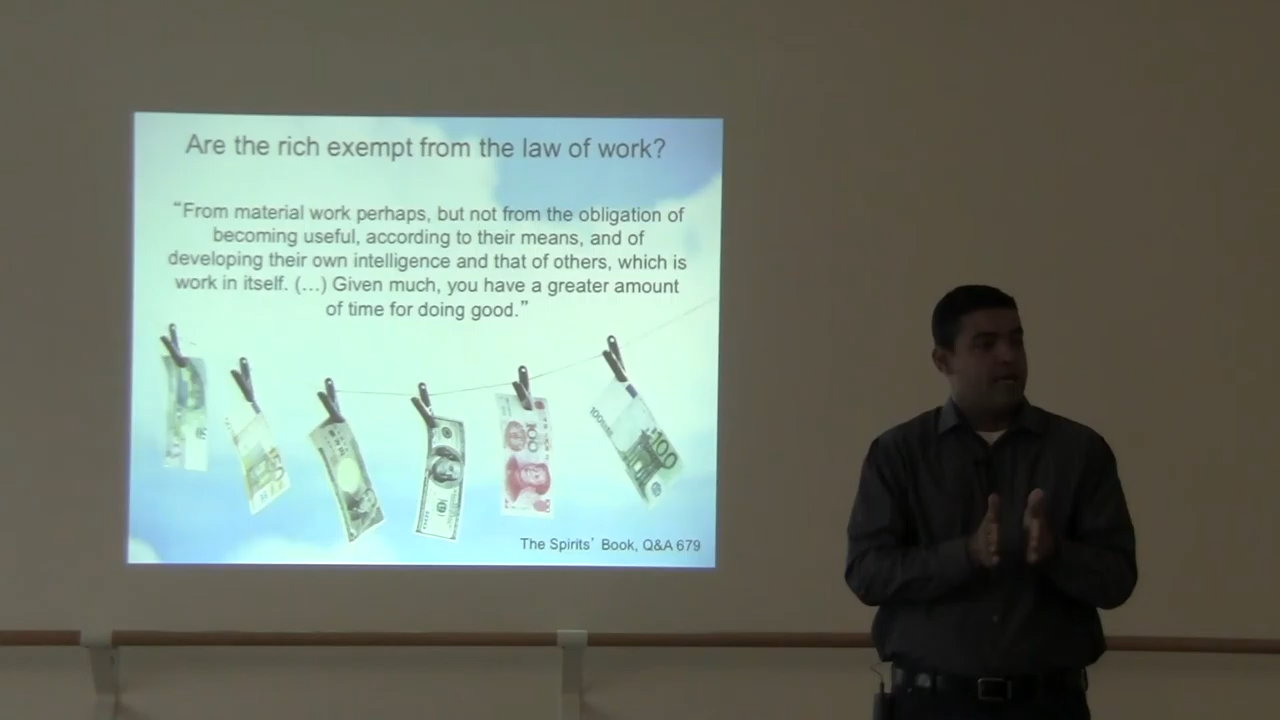 Are the rich exempt from the law of work?
“From material work perhaps, but not from the obligation of
becoming useful, according to their means, and of
developing their own intelligence and that of others, which is
work in itself. (...) Given much, you have a greater amount
of time for doing good.”
100
100
The Spirits’ Book, Q&A 679